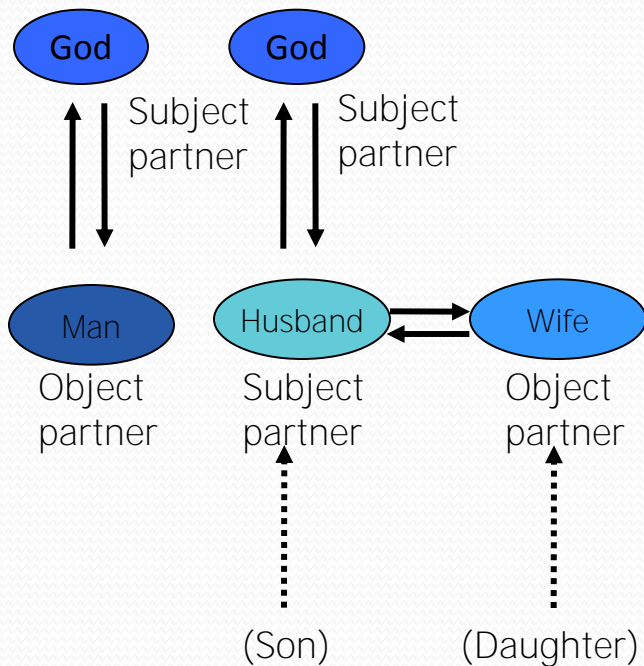 God God
Subject
partner
Subject
partner
Man Husband Wife
Object
partner
Subject
partner
Object
partner
(Son) (Daughter)